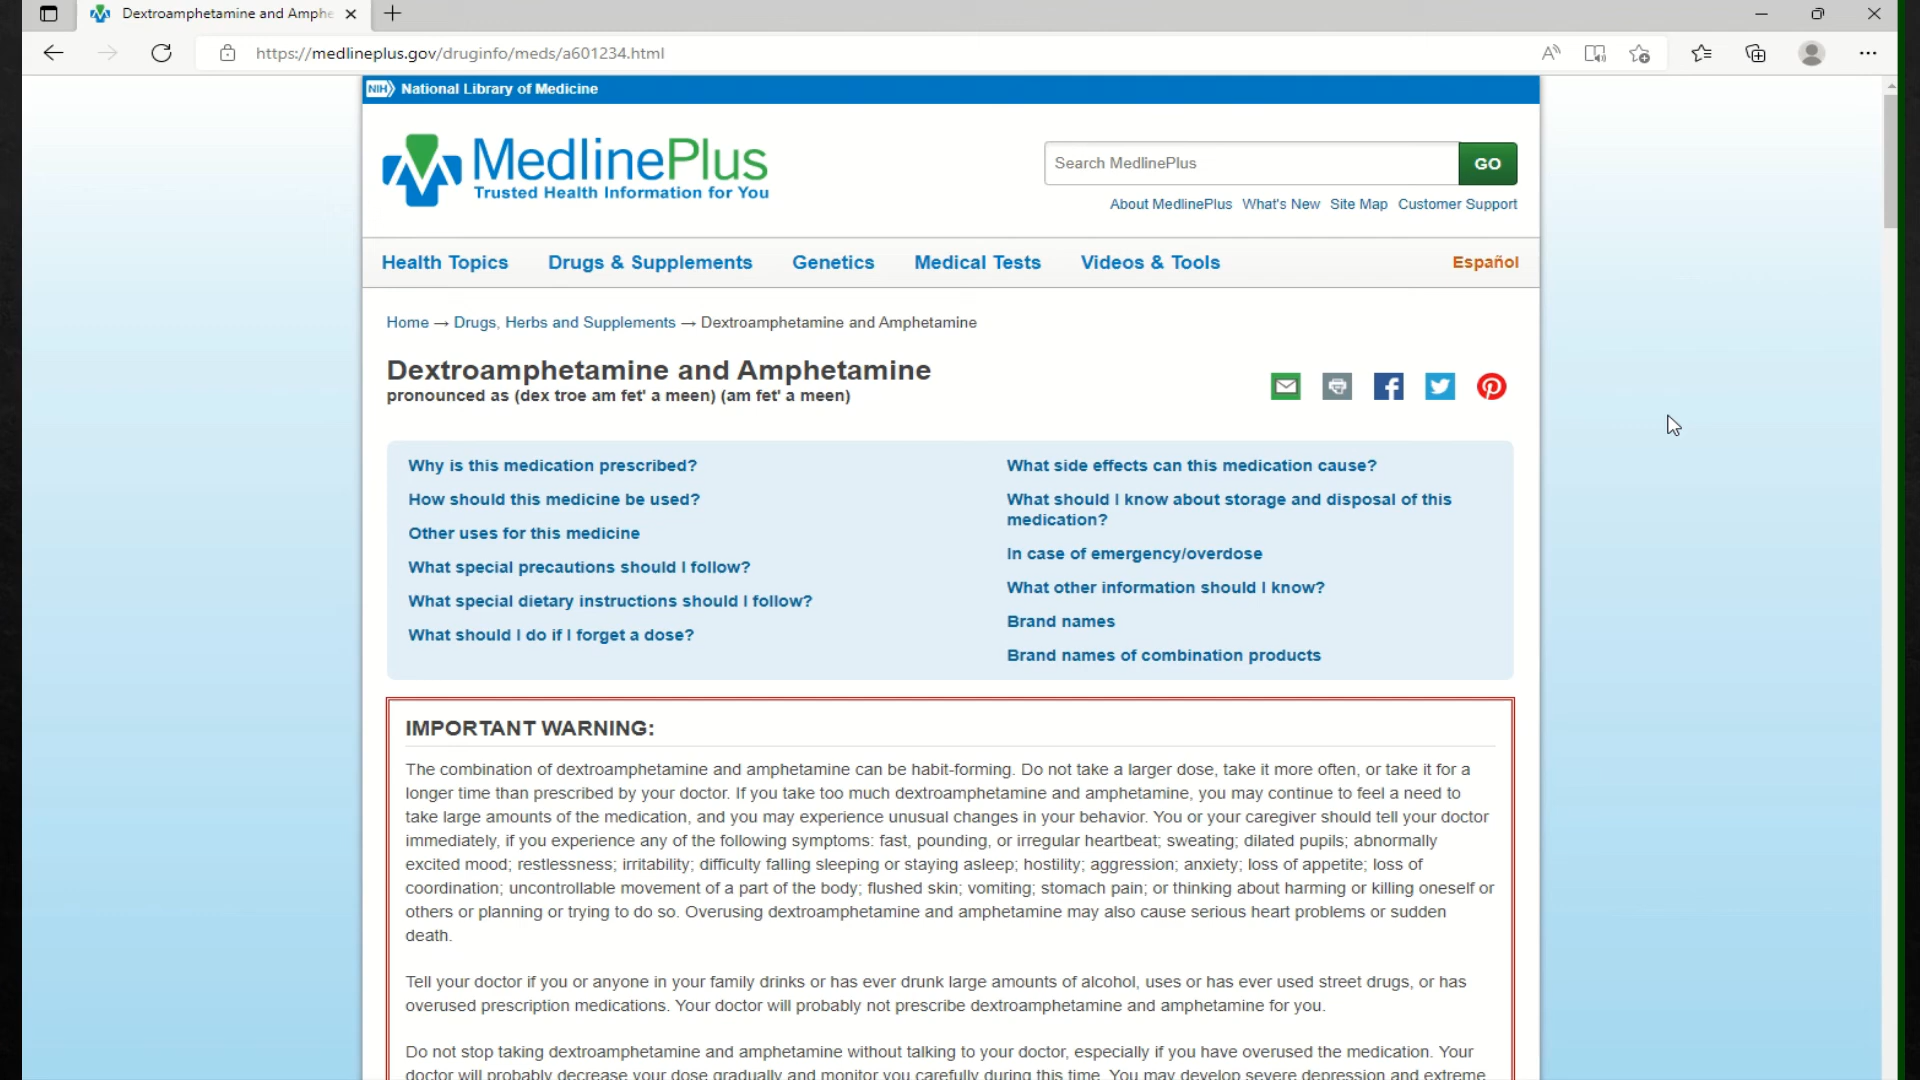 Dextroamphetamine and Amphe
https://medlineplus.gov/druginfo/meds/a601234.html
NIH National Library of Medicine
MedlinePlus
Trusted Health Information for You
Search MedlinePlus
GO
About MedlinePlus What's New Site Map Customer Support
Health Topics Drugs & Supplements Genetics Medical Tests Videos & Tools Español
Home → Drugs, Herbs and Supplements → Dextroamphetamine and Amphetamine
Dextroamphetamine and Amphetamine
pronounced as (dex troe am fet' a meen) (am fet' a meen)
Why is this medication prescribed?
How should this medicine be used?
Other uses for this medicine
What special precautions should I follow?
What special dietary instructions should I follow?
What should I do if I forget a dose?
What side effects can this medication cause?
What should I know about storage and disposal of this
medication?
In case of emergency/overdose
What other information should I know?
Brand names
Brand names of combination products
IMPORTANT WARNING:
The combination of dextroamphetamine and amphetamine can be habit-forming. Do not take a larger dose, take it more often, or take it for a
longer time than prescribed by your doctor. If you take too much dextroamphetamine and amphetamine, you may continue to feel a need to
take large amounts of the medication, and you may experience unusual changes in your behavior. You or your caregiver should tell your doctor
immediately, if you experience any of the following symptoms: fast, pounding, or irregular heartbeat; sweating; dilated pupils; abnormally
excited mood; restlessness; irritability; difficulty falling sleeping or staying asleep; hostility; aggression; anxiety; loss of appetite; loss of
coordination; uncontrollable movement of a part of the body; flushed skin; vomiting; stomach pain; or thinking about harming or killing oneself or
others or planning or trying to do so. Overusing dextroamphetamine and amphetamine may also cause serious heart problems or sudden
death.
Tell your doctor if you or anyone in your family drinks or has ever drunk large amounts of alcohol, uses or has ever used street drugs, or has
overused prescription medications. Your doctor will probably not prescribe dextroamphetamine and amphetamine for you.
Do not stop taking dextroamphetamine and amphetamine without talking to your doctor, especially if you have overused the medication. Your
doctor will probably decrease your dose gradually and monitor you carefully during this time. You may develop severe depression and extreme